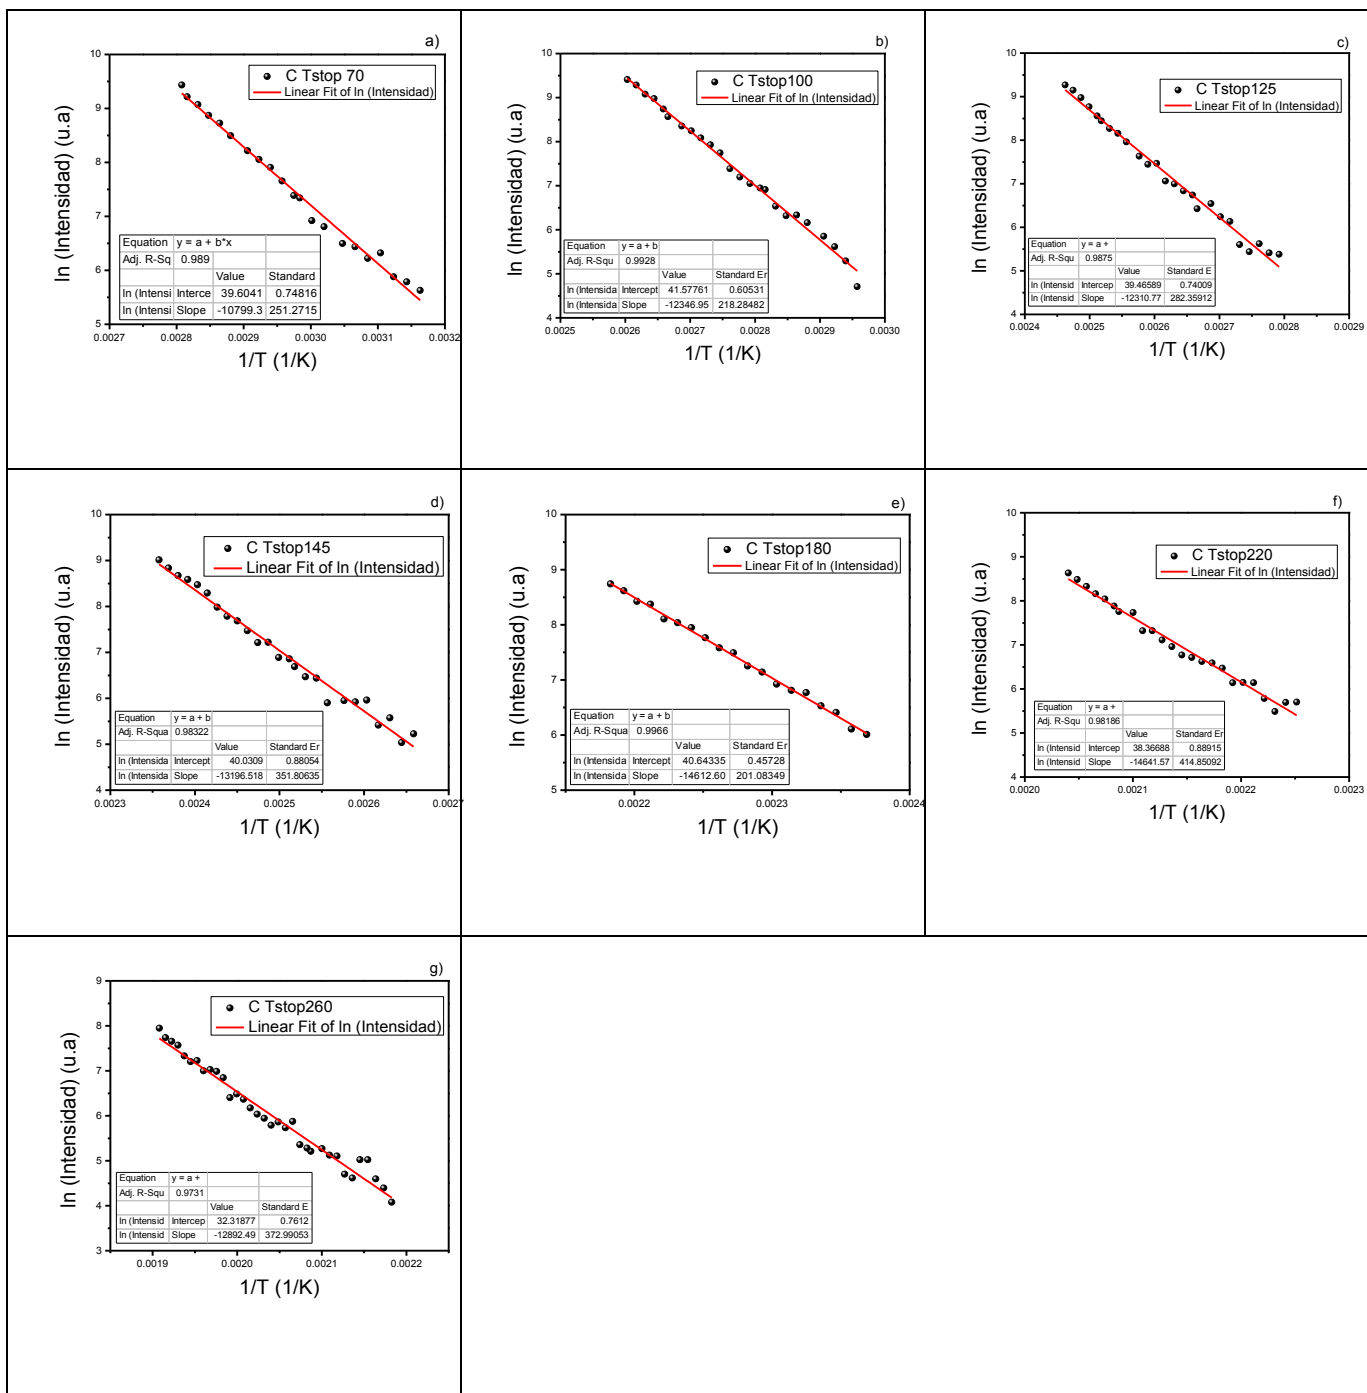 a)
C Tstop 70
Linear Fit of ln (Intensidad)
ln (Intensidad) (u.a)
10
9
8
7
6
5
Equation y = a + b*x
Adj. R-Sq 0.989
Value Standard
ln (Intensi Interce 39.6041 0.74816
ln (Intensi Slope -10799.3 251.2715
0.0027 0.0028 0.0029 0.0030 0.0031 0.0032
1/T (1/K)
b)
C Tstop100
Linear Fit of ln (Intensidad)
ln (Intensidad) (u.a)
10
9
8
7
6
5
4
Equation y = a + b
Adj. R-Squ 0.9928
Value Standard Er
ln (Intensida Intercept 41.57761 0.60531
ln (Intensida Slope -12346.95 218.28482
0.0025 0.0026 0.0027 0.0028 0.0029 0.0030
1/T (1/K)
c)
C Tstop125
Linear Fit of ln (Intensidad)
ln (Intensidad) (u.a)
10
9
8
7
6
5
4
Equation y = a +
Adj. R-Squ 0.9875
Value Standard E
ln (Intensid Intercep 39.46589 0.74009
ln (Intensid Slope -12310.77 282.35912
0.0024 0.0025 0.0026 0.0027 0.0028 0.0029
1/T (1/K)
d)
C Tstop145
Linear Fit of ln (Intensidad)
ln (Intensidad) (u.a)
10
9
8
7
6
5
4
Equation y = a + b
Adj. R-Squa 0.98322
Value Standard Er
ln (Intensida Intercept 40.0309 0.88054
ln (Intensida Slope -13196.518 351.80635
0.0023 0.0024 0.0025 0.0026 0.0027
1/T (1/K)
e)
C Tstop180
Linear Fit of ln (Intensidad)
ln (Intensidad) (u.a)
10
9
8
7
6
5
Equation y = a + b
Adj. R-Squa 0.9966
Value Standard Er
ln (Intensida Intercept 40.64335 0.45728
ln (Intensida Slope -14612.60 201.08349
0.0022 0.0023 0.0024
1/T (1/K)
f)
C Tstop220
Linear Fit of ln (Intensidad)
ln (Intensidad) (u.a)
10
9
8
7
6
5
4
Equation y = a +
Adj. R-Squ 0.98186
Value Standard Er
ln (Intensid Intercep 38.36688 0.88915
ln (Intensid Slope -14641.57 414.85092
0.0020 0.0021 0.0022 0.0023
1/T (1/K)
g)
C Tstop260
Linear Fit of ln (Intensidad)
ln (Intensidad) (u.a)
9
8
7
6
5
4
3
Equation y = a +
Adj. R-Squ 0.9731
Value Standard E
ln (Intensid Intercep 32.31877 0.7612
ln (Intensid Slope -12892.49 372.99053
0.0019 0.0020 0.0021 0.0022
1/T (1/K)